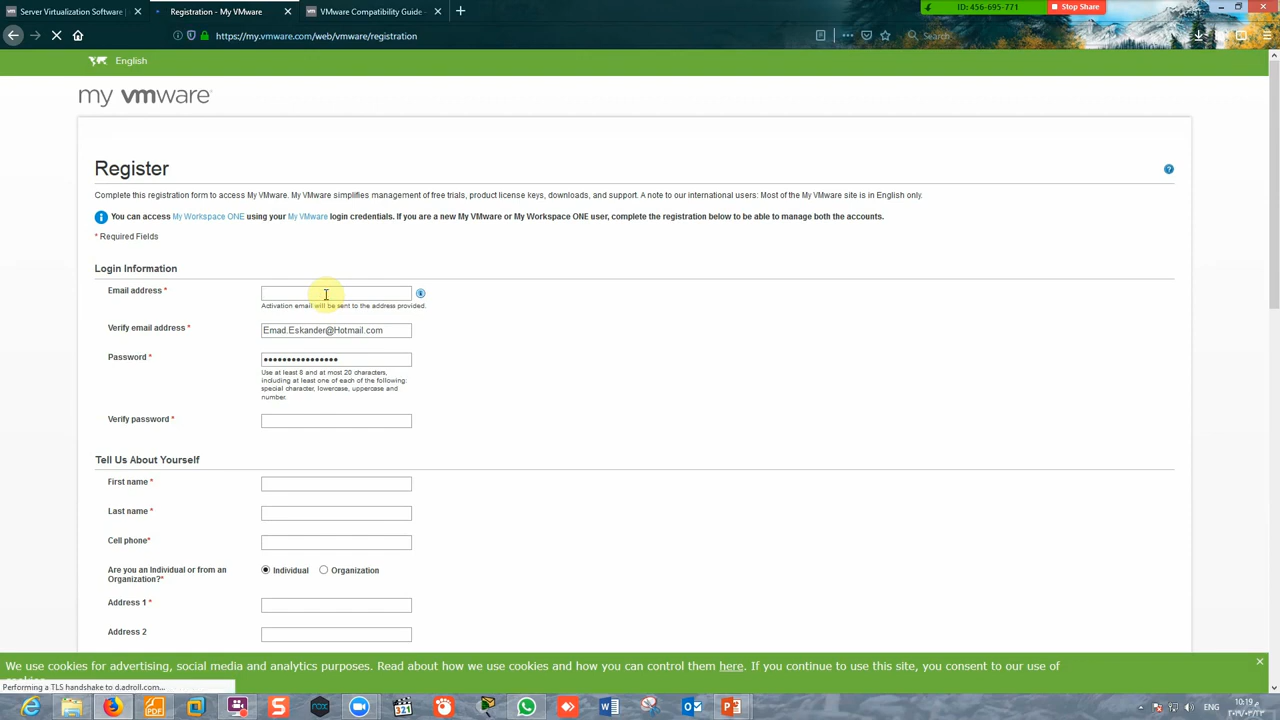 Server Virtualization Software
Registration - My VMware
VMware Compatibility Guide -
ID: 456-695-771
Stop Share
https://my.vmware.com/web/vmware/registration
Search
English
my vmware
Register
Complete this registration form to access My VMware. My VMware simplifies management of free trials, product license keys, downloads, and support. A note to our international users: Most of the My VMware site is in English only.
You can access My Workspace ONE using your My VMware login credentials. If you are a new My VMware or My Workspace ONE user, complete the registration below to be able to manage both the accounts.
* Required Fields
Login Information
Email address *
Activation email will be sent to the address provided.
Verify email address *
Emad.Eskander@Hotmail.com
Password *
Use at least 8 and at most 20 characters,
including at least one of each of the following:
special character, lowercase, uppercase and
number.
Verify password *
Tell Us About Yourself
First name *
Last name *
Cell phone*
Are you an Individual or from an
Organization?*
Individual
Organization
Address 1 *
Address 2
We use cookies for advertising, social media and analytics purposes. Read about how we use cookies and how you can control them here. If you continue to use this site, you consent to our use of
cookies
Performing a TLS handshake to d.adroll.com...
PDF
321
ENG
10:19 م